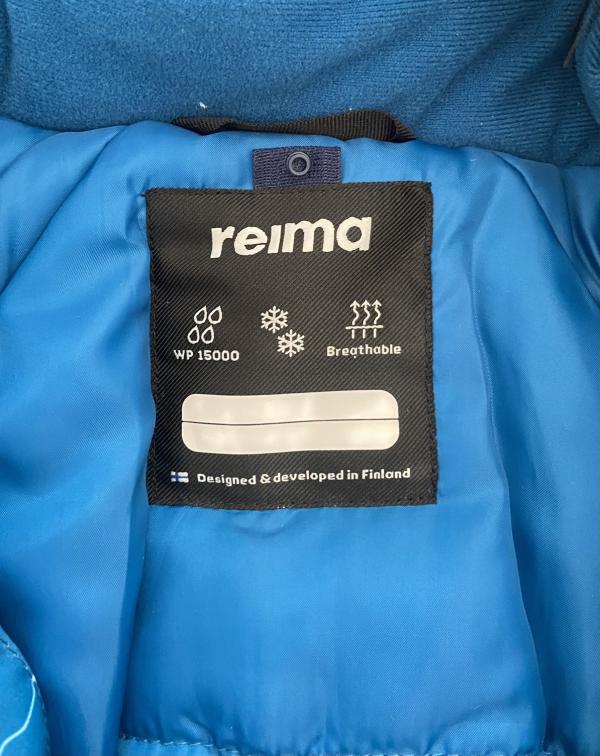 reima
WP 15000
Breathable
Designed & developed in Finland